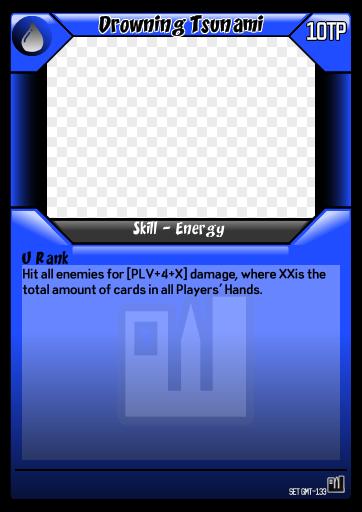 Drowning Tsunami
10TP
Skill - Energy
U Rank
Hit all enemies for [PLV+4+X] damage, where XXis the
total amount of cards in all Players' Hands.
SET GMT-133